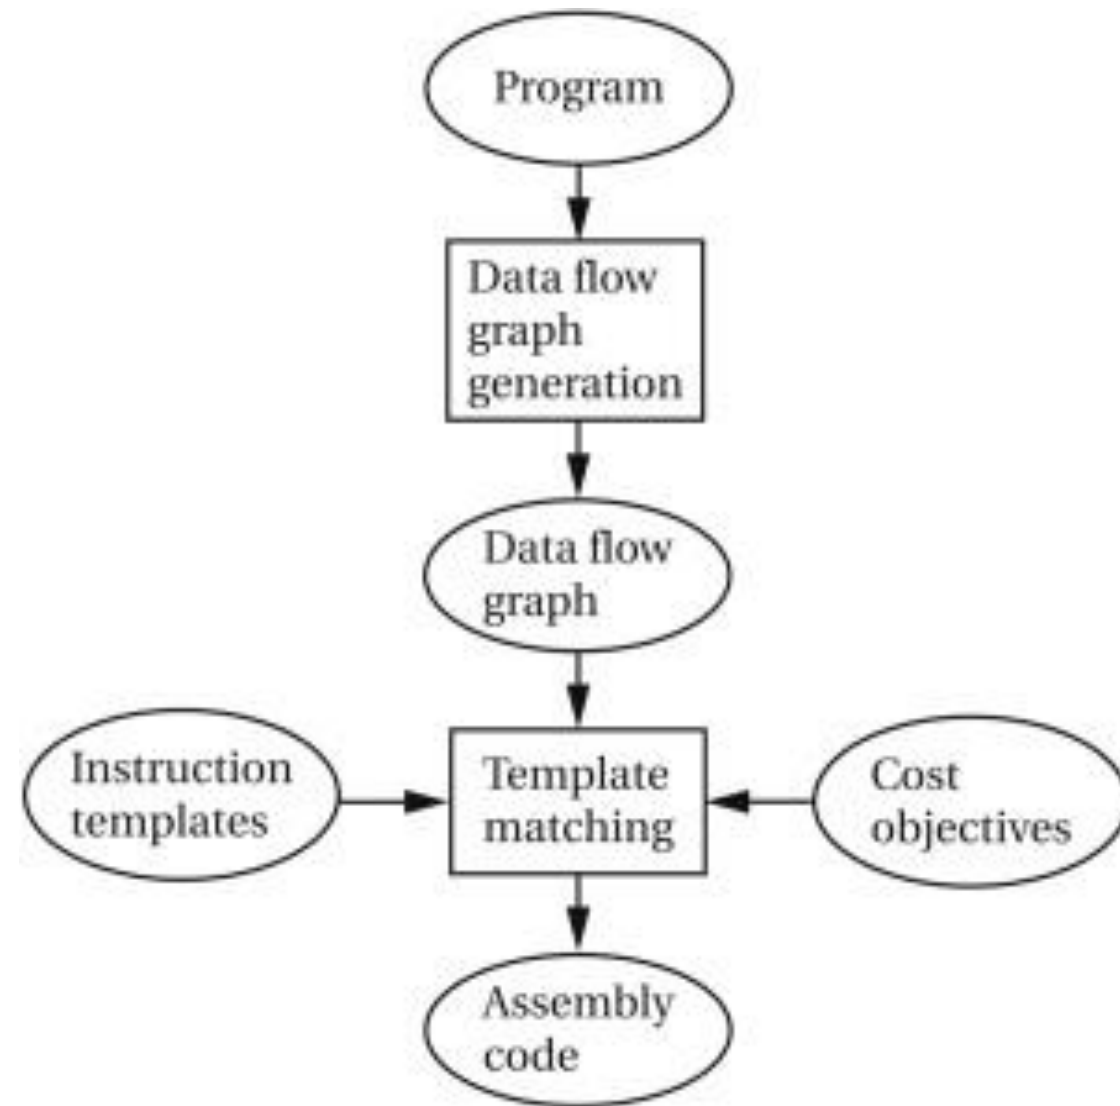 Program
Data flow
graph
generation
Data flow
graph
Instruction
templates
Template
matching
Cost
objectives
Assembly
code